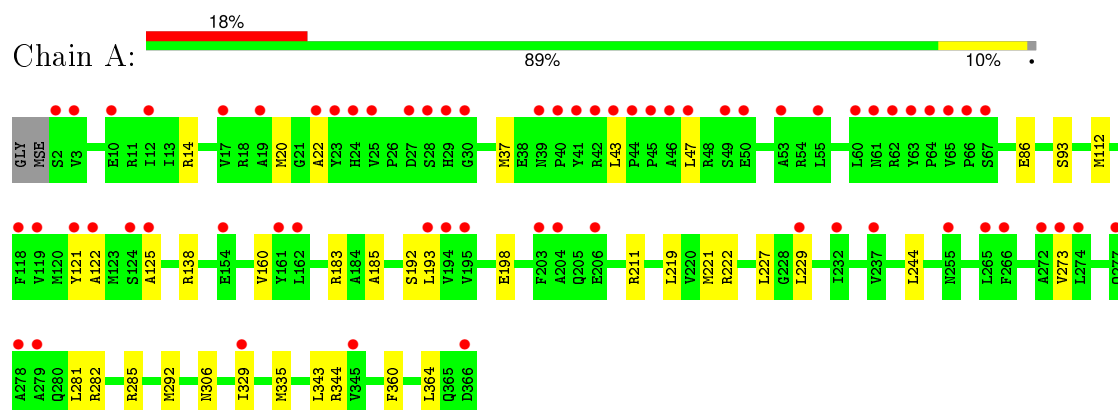 18%
Chain A:
89%
10%
•
GLY MSE S2 V3 E10 R11 I12 I13 R14 V17 R18 A19 M20 G21 A22 Y23 H24 V25 P26 D27 S28 H29 G30 M37 E38 N39 P40 Y41 R42 L43 P44 P45 A46 L47 R48 S49 E50 A53 R54 L55 L60 N61 R62 Y63 P64 V65 P66 S67 E86 S93 M112
F118 V119 M120 Y121 A122 M123 S124 A125 R138 E154 V160 Y161 L162 R183 A184 A185 S192 L193 V194 V195 E198 F203 A204 Q205 E206 R211 L219 V220 M221 R222 L227 G228 L229 I232 V237 L244 N255 L265 F266 A272 V273 L274 Q277
A278 A279 Q280 L281 R282 R285 M292 N306 I329 M335 L343 R344 V345 F360 L364 Q365 D366